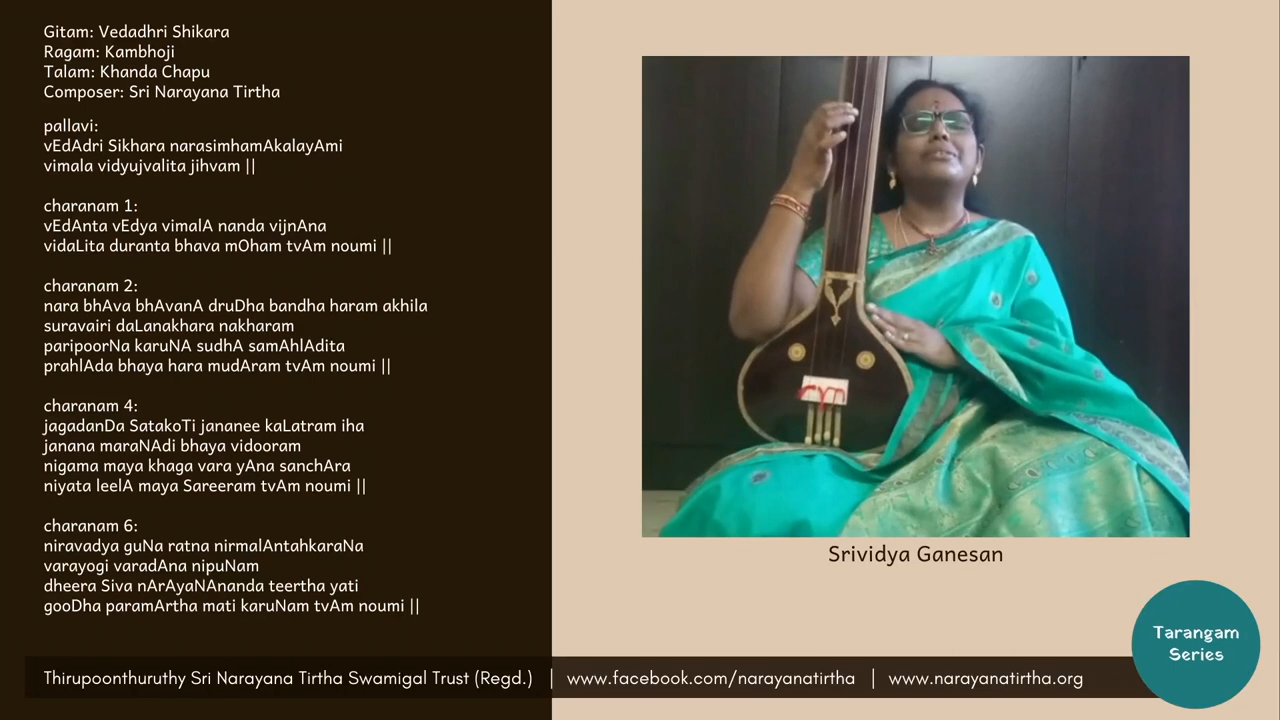 Gitam: Vedadhri Shikara
Ragam: Kambhoji
Talam: Khanda Chapu
Composer: Sri Narayana Tirtha
pallavi:
vEdAdri Sikhara narasimhamAkalayAmi
vimala vidyujvalita jihvam ||
charanam 1:
vEdAnta vEdya vimalA nanda vijnAna
vidaLita duranta bhava mOham tvAm noumi ||
charanam 2:
nara bhAva bhAvanA druDha bandha haram akhila
suravairi daLanakhara nakharam
paripoorNa karuNA sudhA samAhlAdita
prahlAda bhaya hara mudAram tvAm noumi ||
charanam 4:
jagadanDa SatakoTi jananee kaLatram iha
janana maraNAdi bhaya vidooram
nigama maya khaga vara yAna sanchAra
niyata leelA maya Sareeram tvAm noumi ||
charanam 6:
niravadya guNa ratna nirmalAntahkaraNa
varayogi varadAna nipuNam
dheera Siva nArAyaNAnanda teertha yati
gooDha paramArtha mati karuNam tvAm noumi ||
Srividya Ganesan
Tarangam
Series
Thirupoonthuruthy Sri Narayana Tirtha Swamigal Trust (Regd.) | www.facebook.com/narayanatirtha | www.narayanatirtha.org